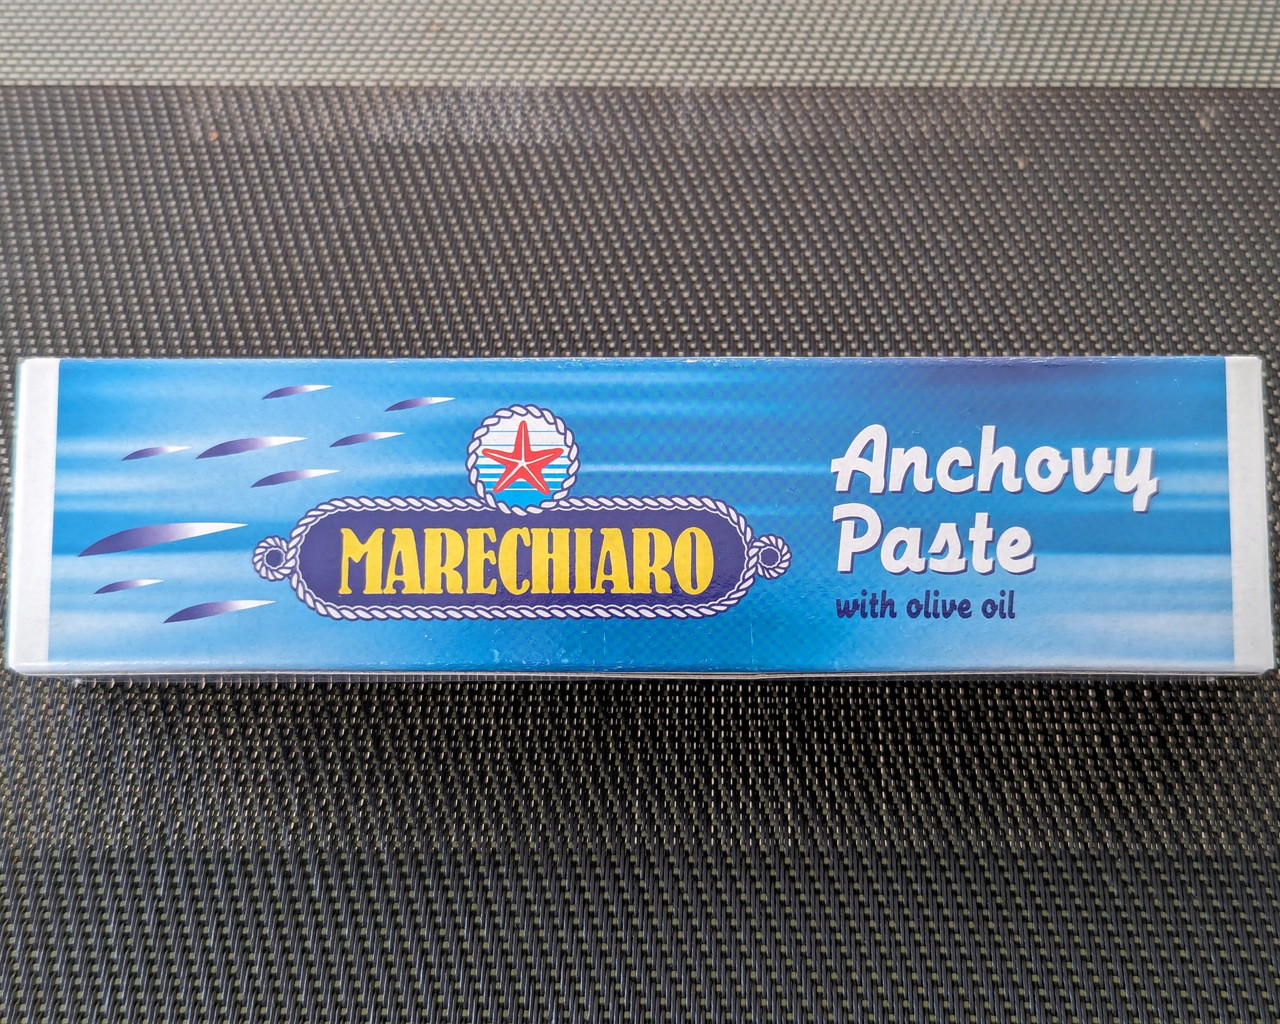 MARECHIARO
Anchovy
Paste
with olive oil